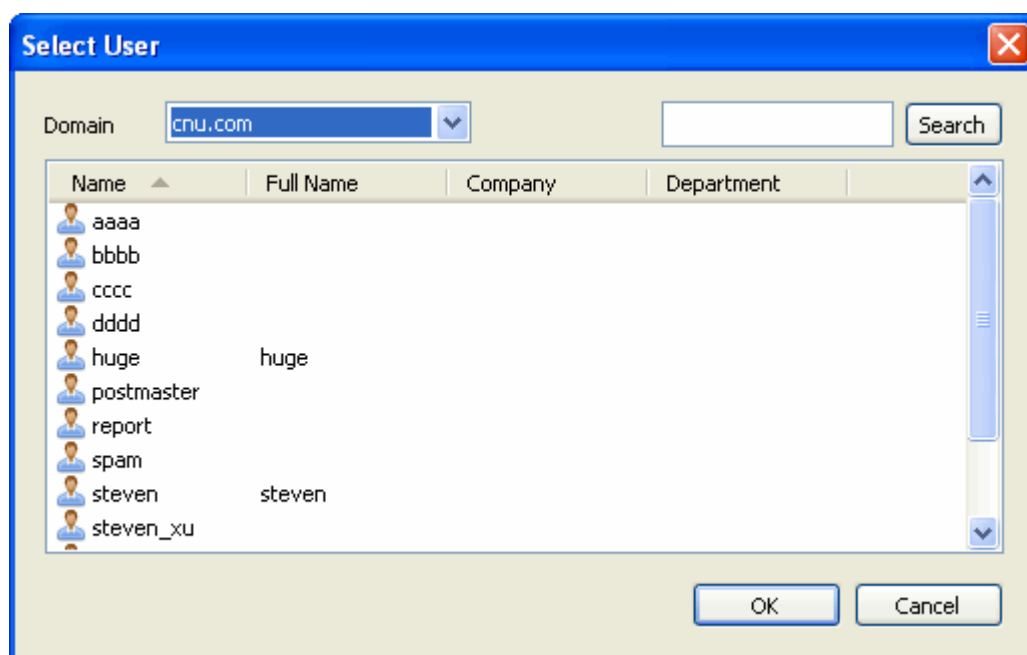 Select User
Domain cnu.com Search
Name Full Name Company Department
aaaa
bbbb
cccc
dddd
huge huge
postmaster
report
spam
steven steven
steven_xu
OK Cancel